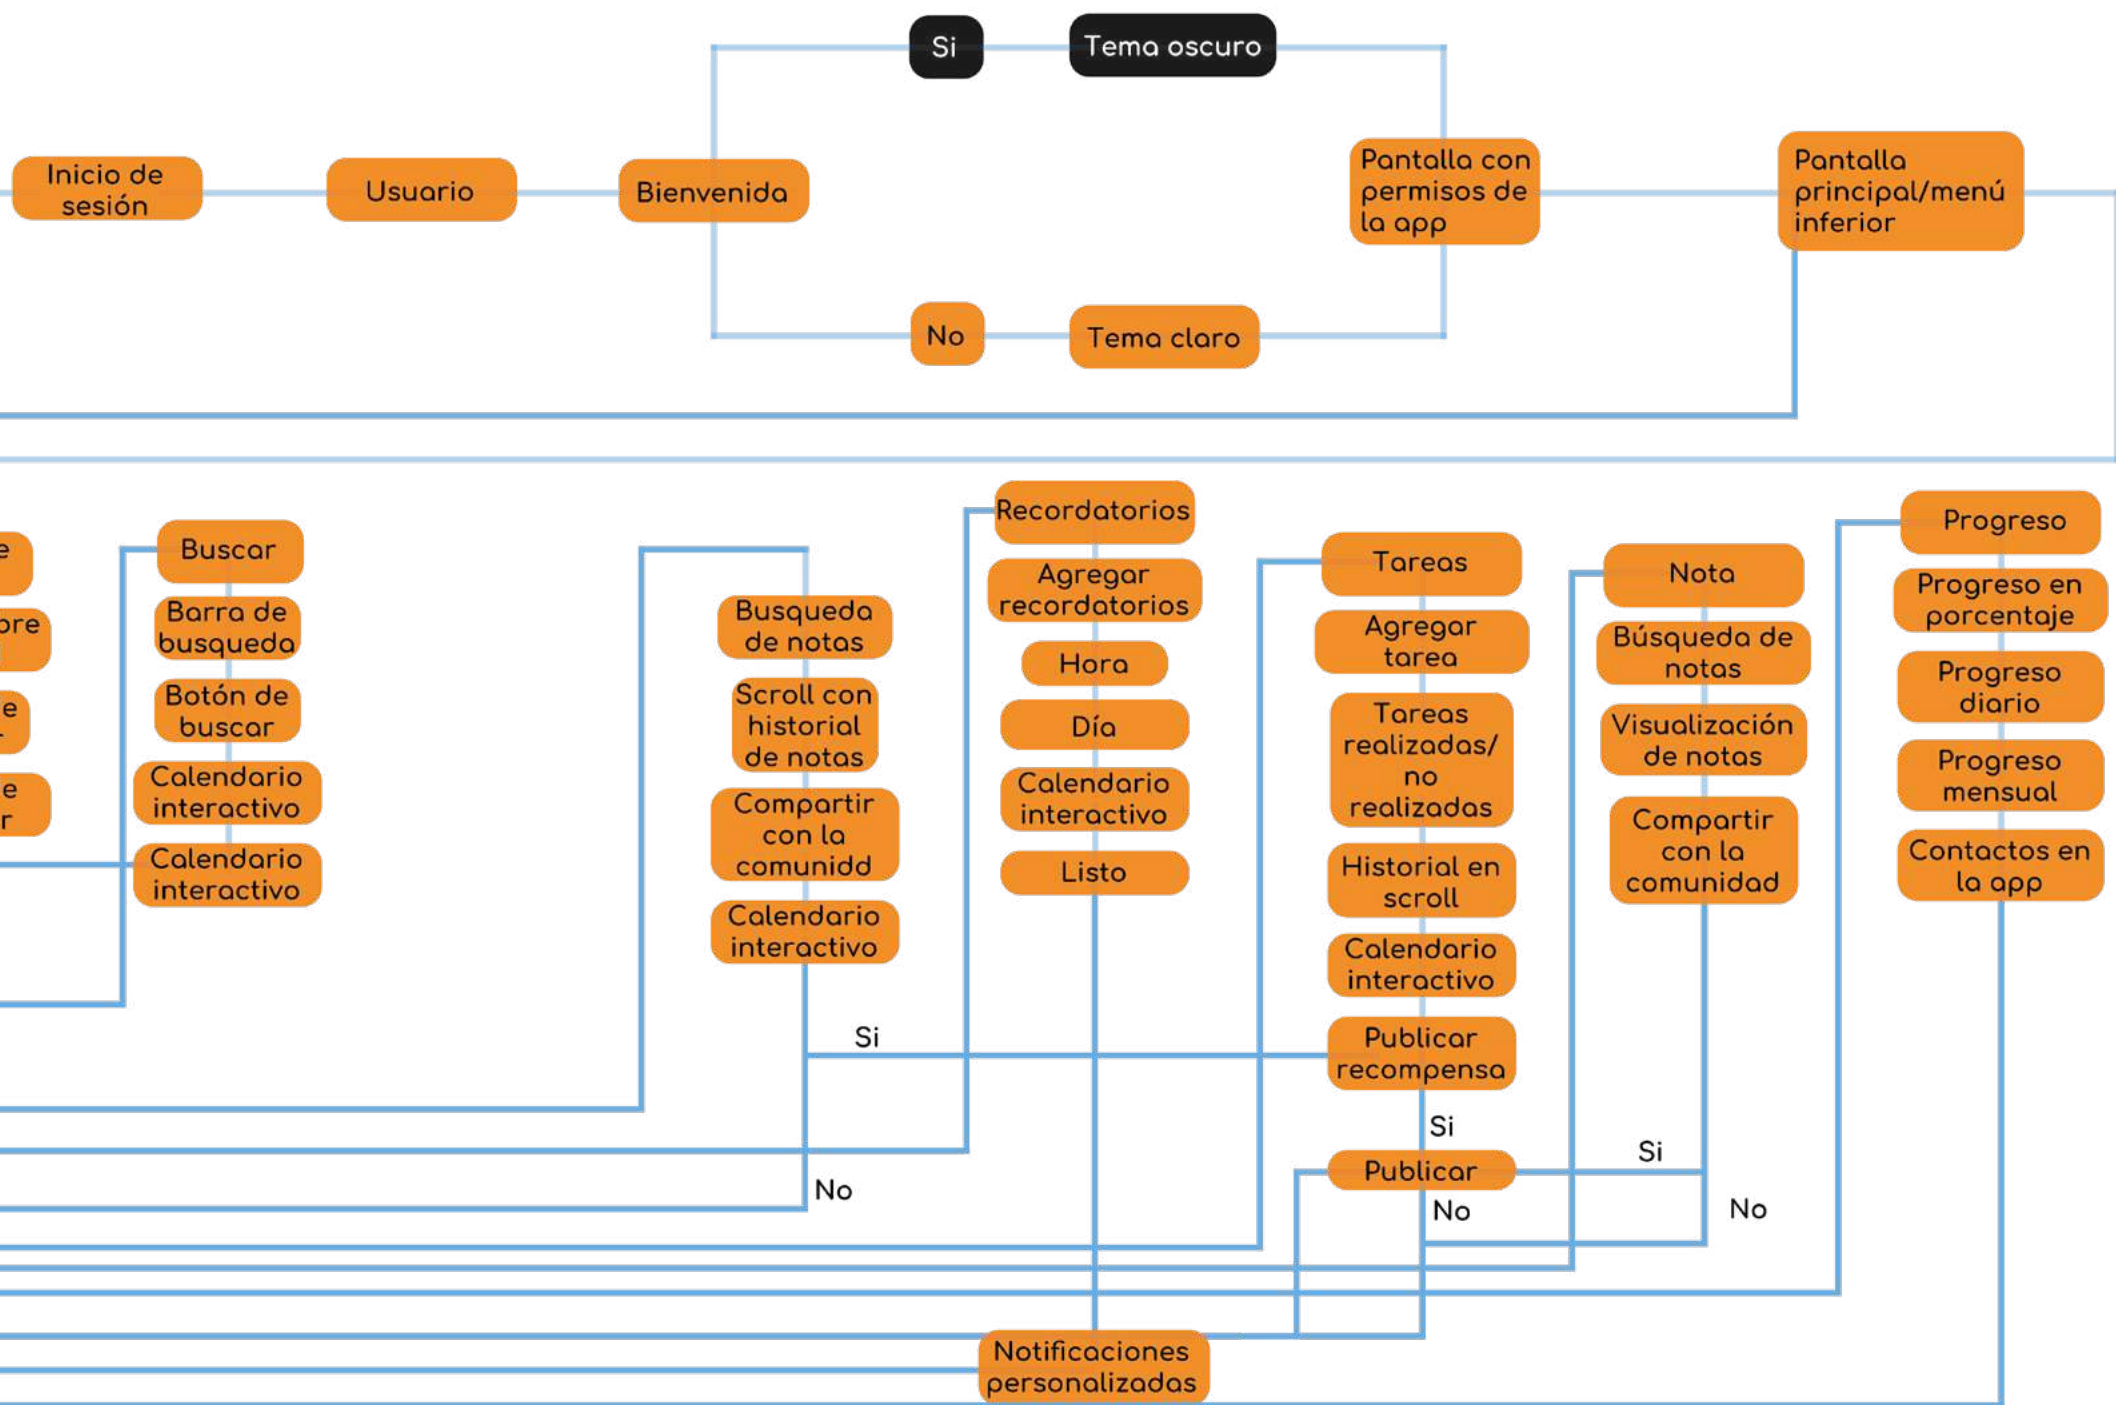 Si
Tema oscuro
Inicio de
sesión
Usuario
Bienvenida
Pantalla con
permisos de
la app
Pantalla
principal/menú
inferior
No
Tema claro
e
bre
e
e
r
Buscar
Barra de
busqueda
Botón de
buscar
Calendario
interactivo
Calendario
interactivo
Busqueda
de notas
Scroll con
historial
de notas
Compartir
con la
comunidd
Calendario
interactivo
Si
No
Recordatorios
Agregar
recordatorios
Hora
Día
Calendario
interactivo
Listo
Notificaciones
personalizadas
Tareas
Agregar
tarea
Tareas
realizadas/
no
realizadas
Historial en
scroll
Calendario
interactivo
Publicar
recompensa
Si
Publicar
No
Nota
Búsqueda de
notas
Visualización
de notas
Compartir
con la
comunidad
Si
No
Progreso
Progreso en
porcentaje
Progreso
diario
Progreso
mensual
Contactos en
la app